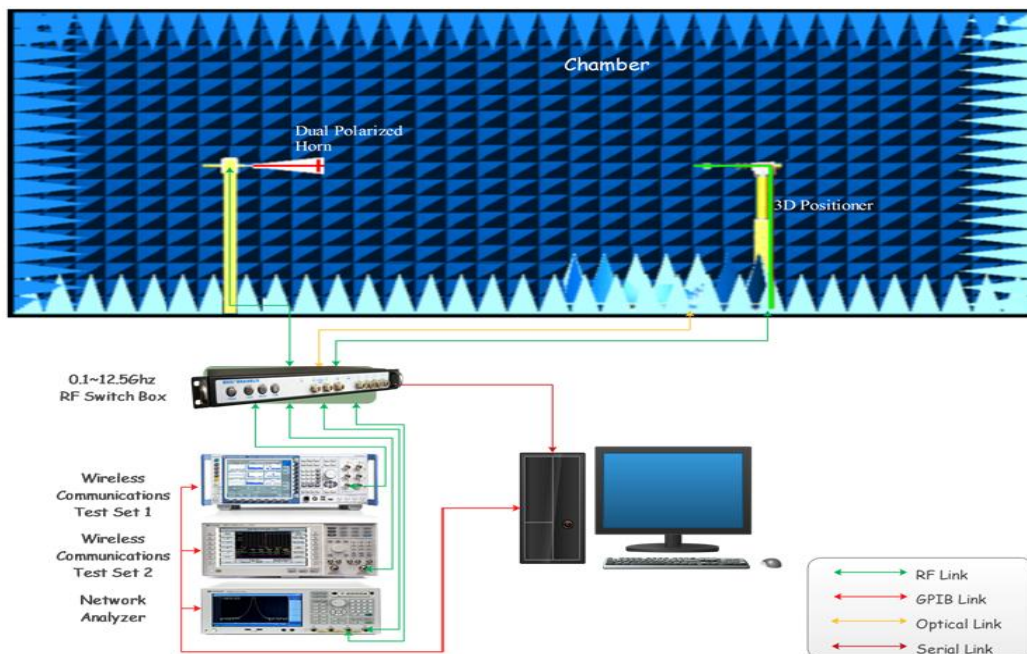 Chamber
Dual Polarized
Horn
3D Positioner
0.1~12.5Ghz
RF Switch Box
Wireless
Communications
Test Set 1
Wireless
Communications
Test Set 2
Network
Analyzer
RF Link
GPIB Link
Optical Link
Serial Link